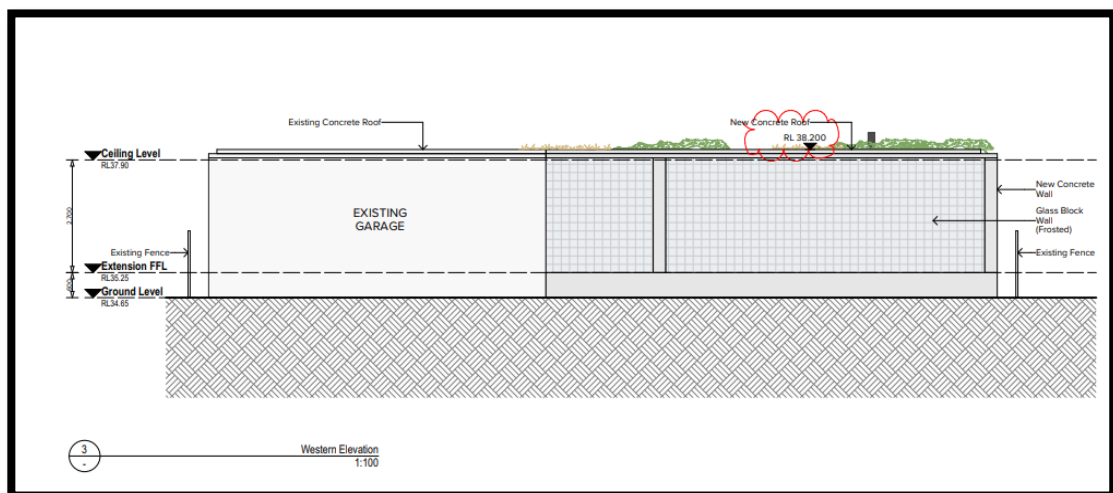 Existing Concrete Roof
New Concrete Roof
RL 38.200
Ceiling Level
RL37.90
2.700
EXISTING
GARAGE
New Concrete
Wall
Glass Block
Wall
(Frosted)
Existing Fence
Existing Fence
Extension FFL
RL35.25
600
Ground Level
RL34.65
3
-
Western Elevation
1:100